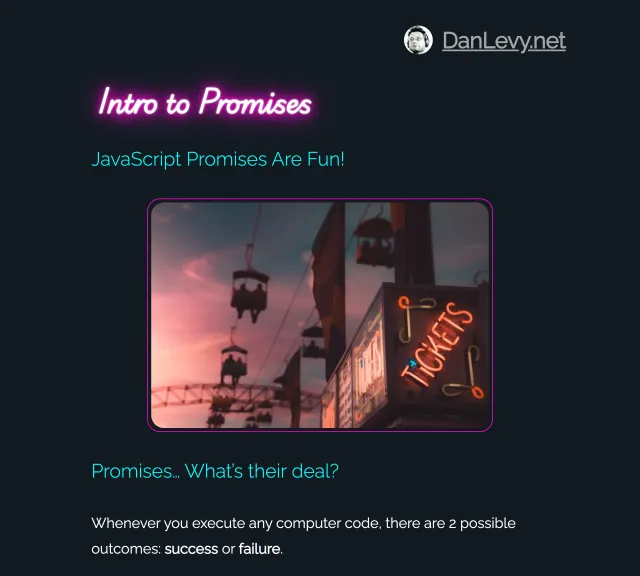 DanLevy.net
Intro to Promises
JavaScript Promises Are Fun!
TICKETS
Promises… What's their deal?
Whenever you execute any computer code, there are 2 possible
outcomes: success or failure.